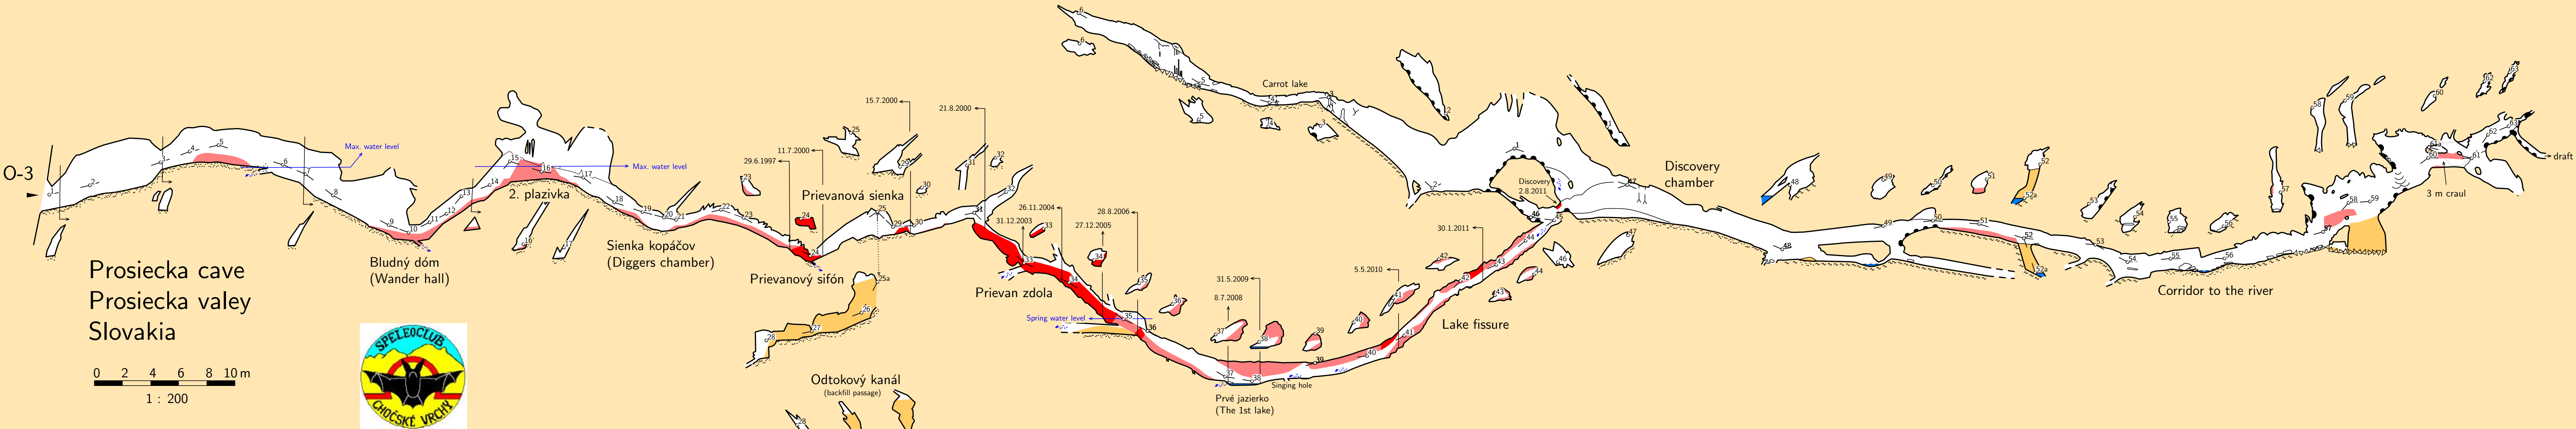 O-3
Prosiecka cave
Prosiecka valey
Slovakia
0 2 4 6 8 10 m
1 : 200
SPELEOCLUB
CHOČSKÉ VRCHY
Max. water level
Bludný dóm
(Wander hall)
2. plazivka
Max. water level
Sienka kopáčov
(Diggers chamber)
29.6.1997
11.7.2000
15.7.2000
21.8.2000
Prievanová sienka
Prievanový sifón
Odtokový kanál
(backfill passage)
Prievan zdola
31.12.2003
26.11.2004
27.12.2005
28.8.2006
Spring water level
8.7.2008
31.5.2009
Prvé jazierko
(The 1st lake)
Singing hole
5.5.2010
30.1.2011
Lake fissure
Carrot lake
Discovery
2.8.2011
Discovery
chamber
Corridor to the river
3 m craul
draft